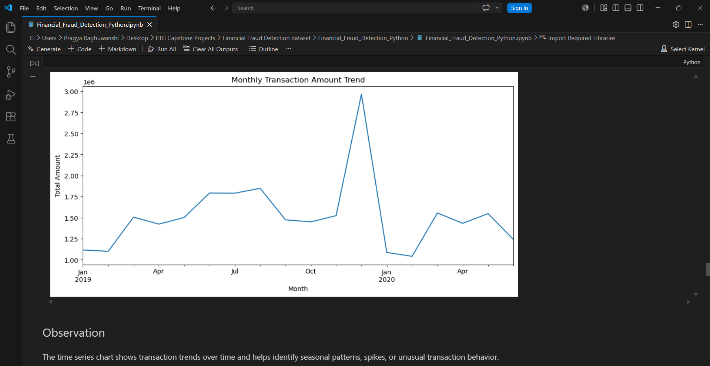 File Edit Selection View Go Run Terminal Help
Search
Sign In
Financial_Fraud_Detection_Python.ipynb
C: > Users > Pragya Raghuwanshi > Desktop > BIG Capstone Projects > Financial Fraud Detection dataset > Financial_Fraud_Detection_Python > Financial_Fraud_Detection_Python.ipynb > Import Required Libraries
Generate + Code + Markdown Run All Clear All Outputs Outline ...
Select Kernel
Python
Monthly Transaction Amount Trend
1e6
3.00
2.75
2.50
2.25
2.00
1.75
1.50
1.25
1.00
Total Amount
Jan Apr Jul Oct Jan Apr
2019 2020
Month
Observation
The time series chart shows transaction trends over time and helps identify seasonal patterns, spikes, or unusual transaction behavior.